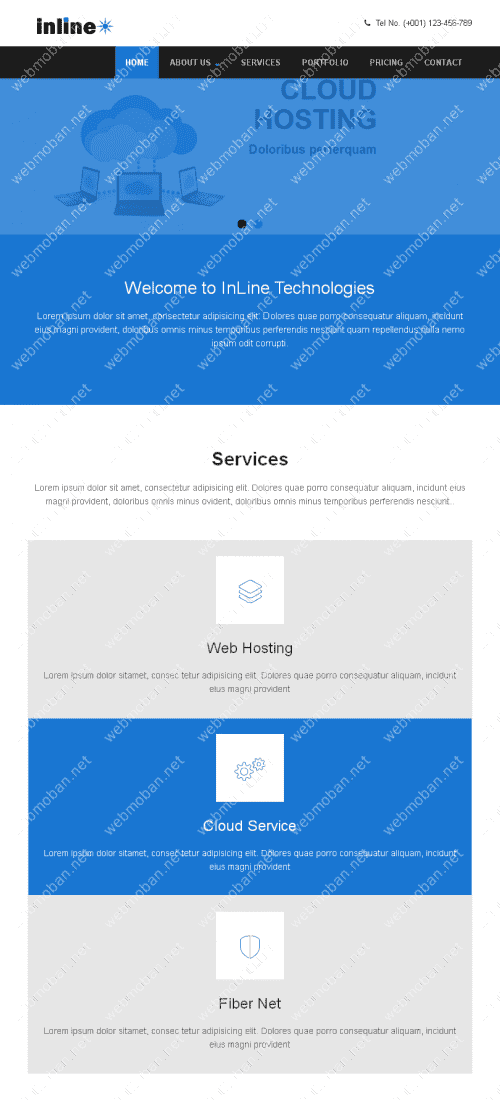 inline
Tel No. (+001) 123-456-789
HOME ABOUT US SERVICES PORTFOLIO PRICING CONTACT
CLOUD
HOSTING
Doloribus pserquam
Welcome to InLine Technologies
Lorem ipsum dolor sit amet, consectetur adipisicing elit. Dolores quae porro consequatur aliquam, incidunt
eius magni provident, doloribus omnis minus temporibus perferendis nesciunt quam repellendus nulla nemo
ipsum odit corrupti.
Services
Lorem ipsum dolor sit amet, consectetur adipisicing elit. Dolores quae porro consequatur aliquam, incidunt eius
magni provident, doloribus omnis minus ovident, doloribus omnis minus temporibus perferendis nesciunt..
Web Hosting
Lorem ipsum dolor sitamet, consec tetur adipisicing elit. Dolores quae porro consequatur aliquam, incidunt
eius magni provident
Cloud Service
Lorem ipsum dolor sitamet, consec tetur adipisicing elit. Dolores quae porro consequatur aliquam, incidunt
eius magni provident
Fiber Net
Lorem ipsum dolor sitamet, consec tetur adipisicing elit. Dolores quae porro consequatur aliquam, incidunt
eius magni provident
webmoban.net